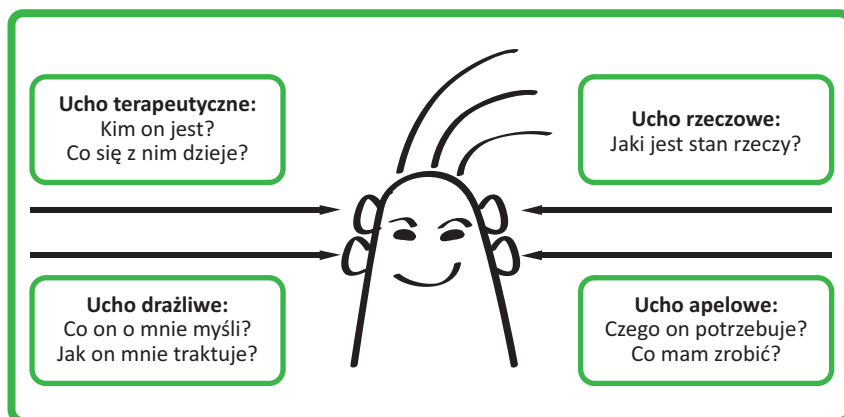 Ucho terapeutyczne:
Kim on jest?
Co się z nim dzieje?
Ucho rzeczowe:
Jaki jest stan rzeczy?
Ucho drażliwe:
Co on o mnie myśli?
Jak on mnie traktuje?
Ucho apelowe:
Czego on potrzebuje?
Co mam zrobić?